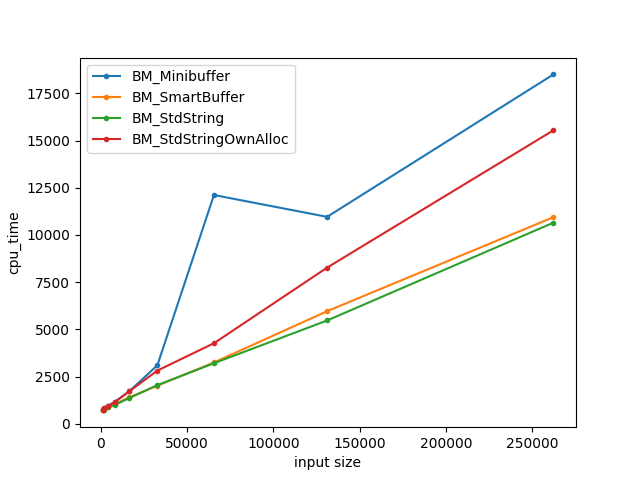 BM_Minibuffer
BM_SmartBuffer
BM_StdString
BM_StdStringOwnAlloc
cpu_time
17500
15000
12500
10000
7500
5000
2500
0
0 50000 100000 150000 200000 250000
input size